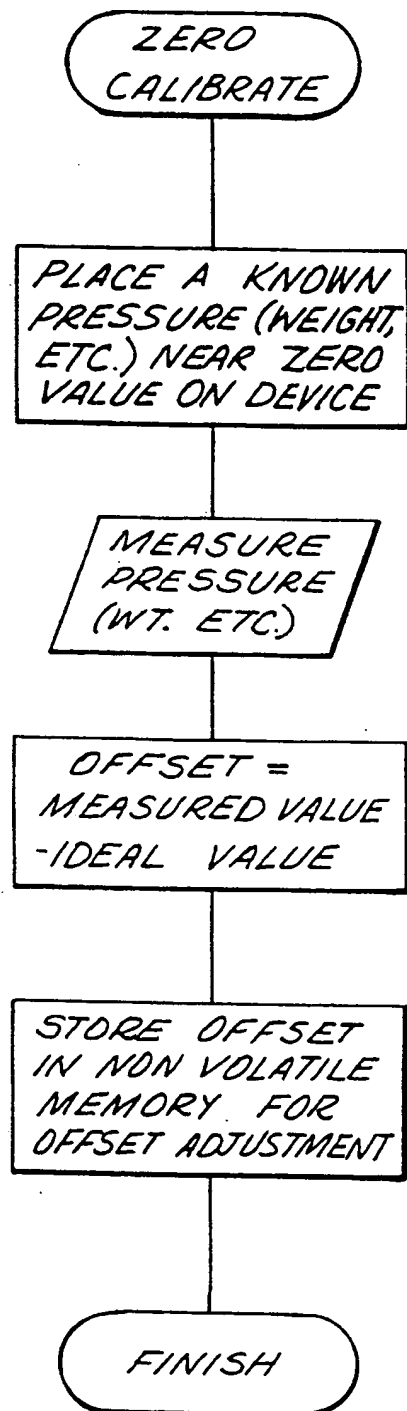 ZERO
CALIBRATE
PLACE A KNOWN
PRESSURE (WEIGHT,
ETC.) NEAR ZERO
VALUE ON DEVICE
MEASURE
PRESSURE
(WT. ETC.)
OFFSET =
MEASURED VALUE
-IDEAL VALUE
STORE OFFSET
IN NON VOLATILE
MEMORY FOR
OFFSET ADJUSTMENT
FINISH